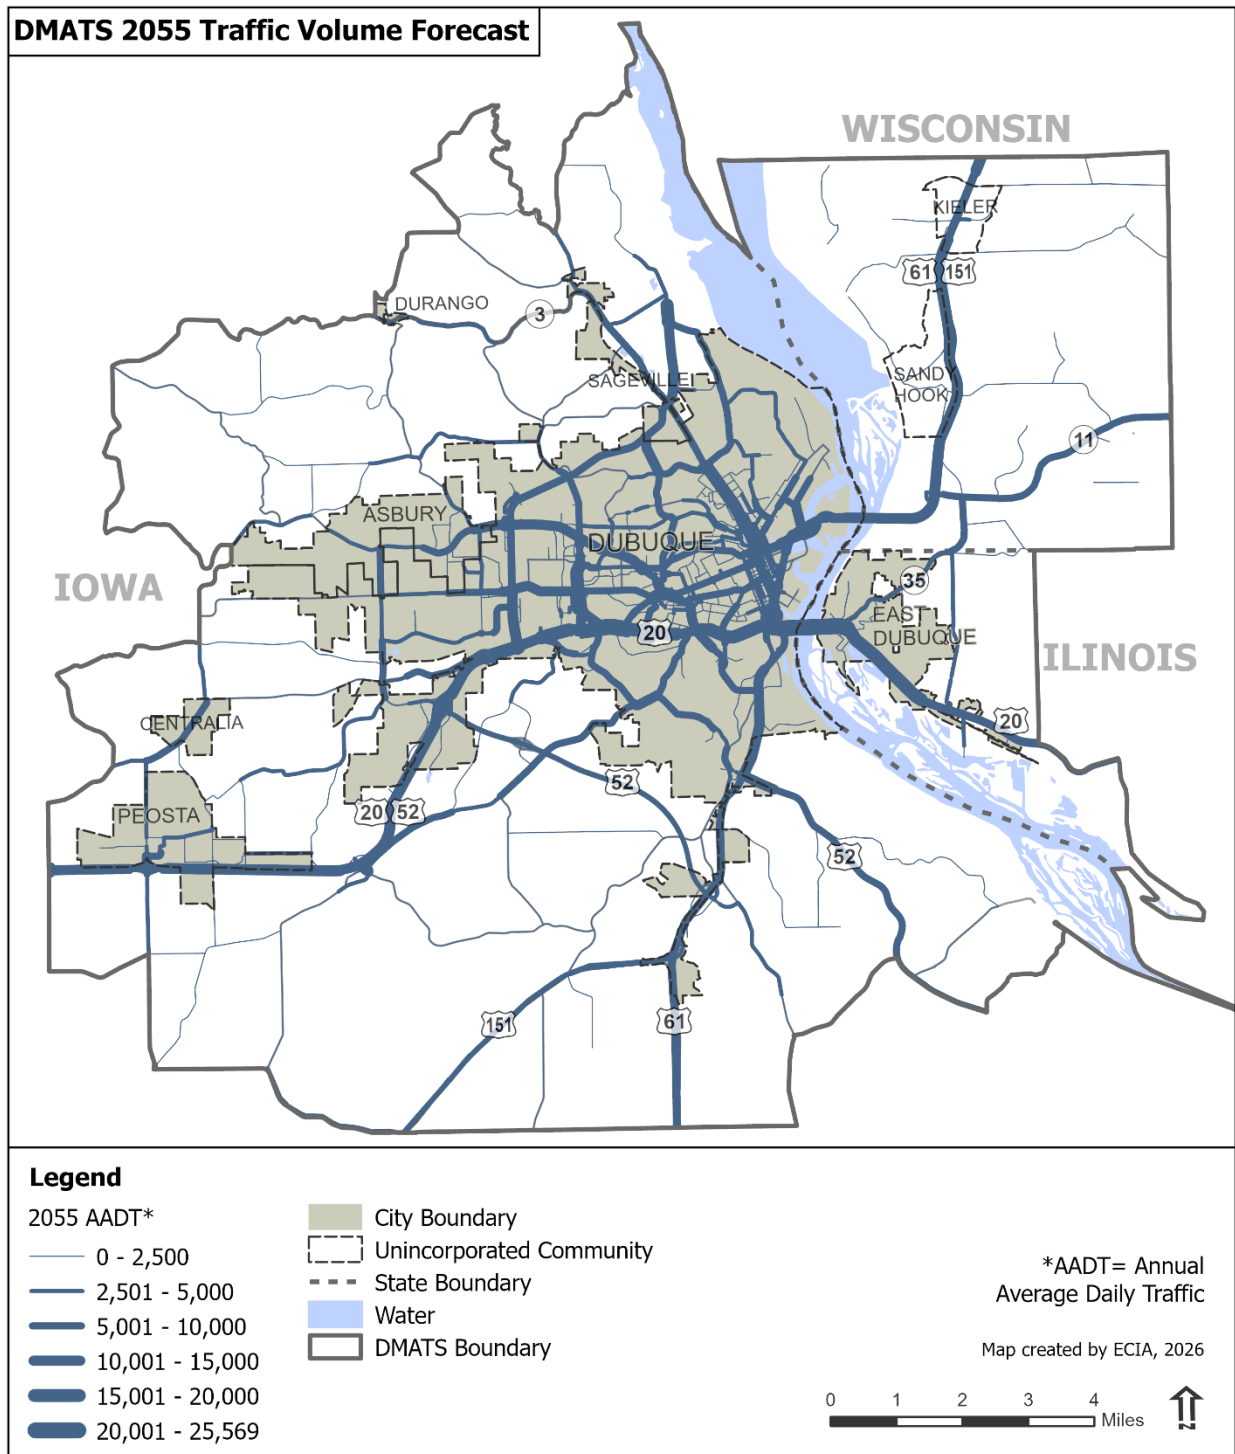 DMATS 2055 Traffic Volume Forecast
WISCONSIN
KIELER
61 151
DURANGO
3
SAGEVILLE
SANDY
HOOK
11
ASBURY
DUBUQUE
IOWA
35
EAST
DUBUQUE
20
ILINOIS
CENTRALIA
20
52
PEOSTA
20 52
52
151
61
Legend
2055 AADT*
0 - 2,500
2,501 - 5,000
5,001 - 10,000
10,001 - 15,000
15,001 - 20,000
20,001 - 25,569
City Boundary
Unincorporated Community
State Boundary
Water
DMATS Boundary
*AADT= Annual
Average Daily Traffic
Map created by ECIA, 2026
0 1 2 3 4
Miles
N